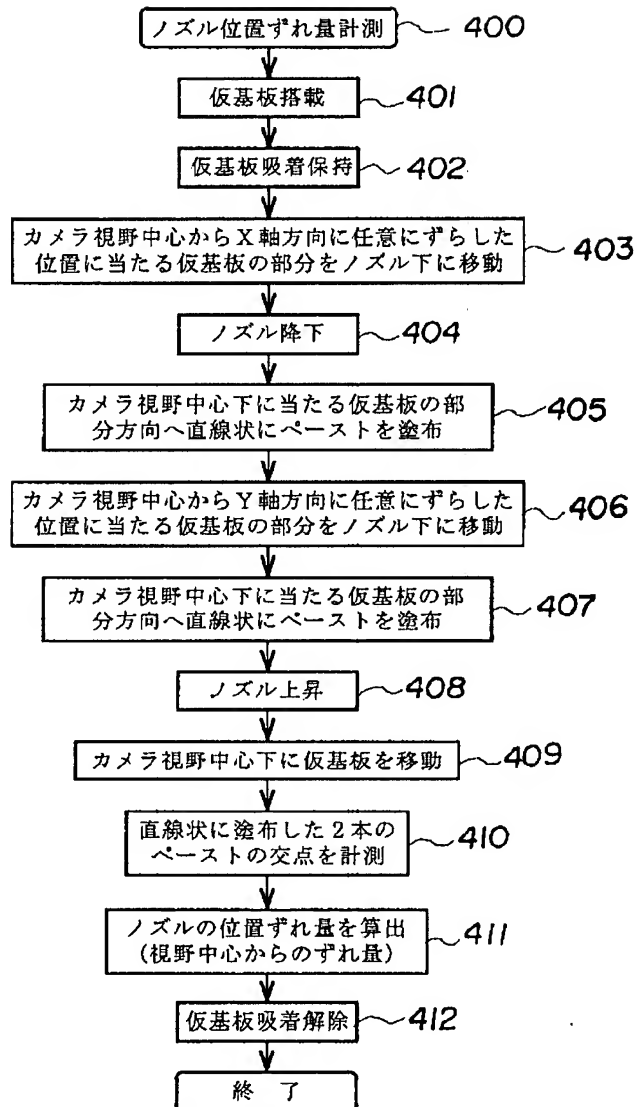 ノズル位置ずれ量計測 400
仮基板搭載 401
仮基板吸着保持 402
カメラ視野中心からX軸方向に任意にずらした
位置に当たる仮基板の部分をノズル下に移動 403
ノズル降下 404
カメラ視野中心下に当たる仮基板の部
分方向へ直線状にペーストを塗布 405
カメラ視野中心からY軸方向に任意にずらした
位置に当たる仮基板の部分をノズル下に移動 406
カメラ視野中心下に当たる仮基板の部
分方向へ直線状にペーストを塗布 407
ノズル上昇 408
カメラ視野中心下に仮基板を移動 409
直線状に塗布した2本の
ペーストの交点を計測 410
ノズルの位置ずれ量を算出
(視野中心からのずれ量) 411
仮基板吸着解除 412
終了